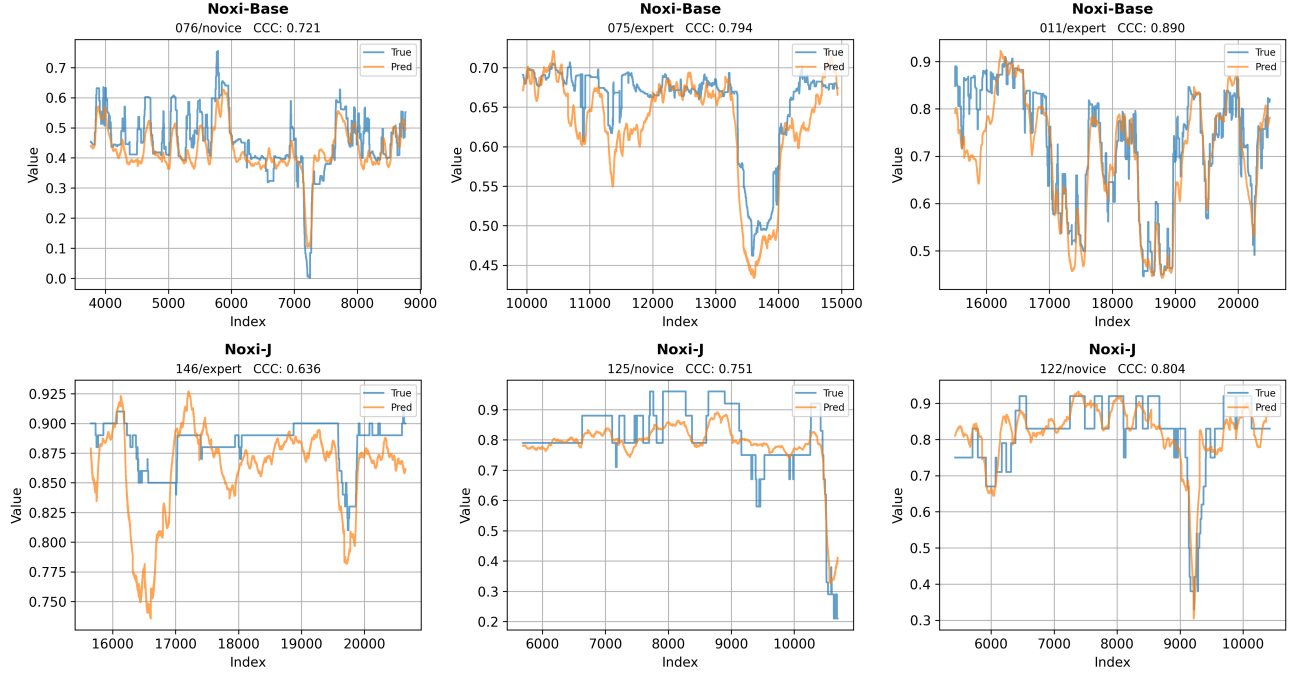 Noxi-Base
076/novice CCC: 0.721
True
Pred
Value
0.7
0.6
0.5
0.4
0.3
0.2
0.1
0.0
4000 5000 6000 7000 8000 9000
Index
Noxi-Base
075/expert CCC: 0.794
True
Pred
Value
0.70
0.65
0.60
0.55
0.50
0.45
10000 11000 12000 13000 14000 15000
Index
Noxi-Base
011/expert CCC: 0.890
True
Pred
Value
0.9
0.8
0.7
0.6
0.5
16000 17000 18000 19000 20000
Index
Noxi-J
146/expert CCC: 0.636
True
Pred
Value
0.925
0.900
0.875
0.850
0.825
0.800
0.775
0.750
16000 17000 18000 19000 20000
Index
Noxi-J
125/novice CCC: 0.751
True
Pred
Value
0.9
0.8
0.7
0.6
0.5
0.4
0.3
0.2
6000 7000 8000 9000 10000
Index
Noxi-J
122/novice CCC: 0.804
True
Pred
Value
0.9
0.8
0.7
0.6
0.5
0.4
0.3
6000 7000 8000 9000 10000
Index